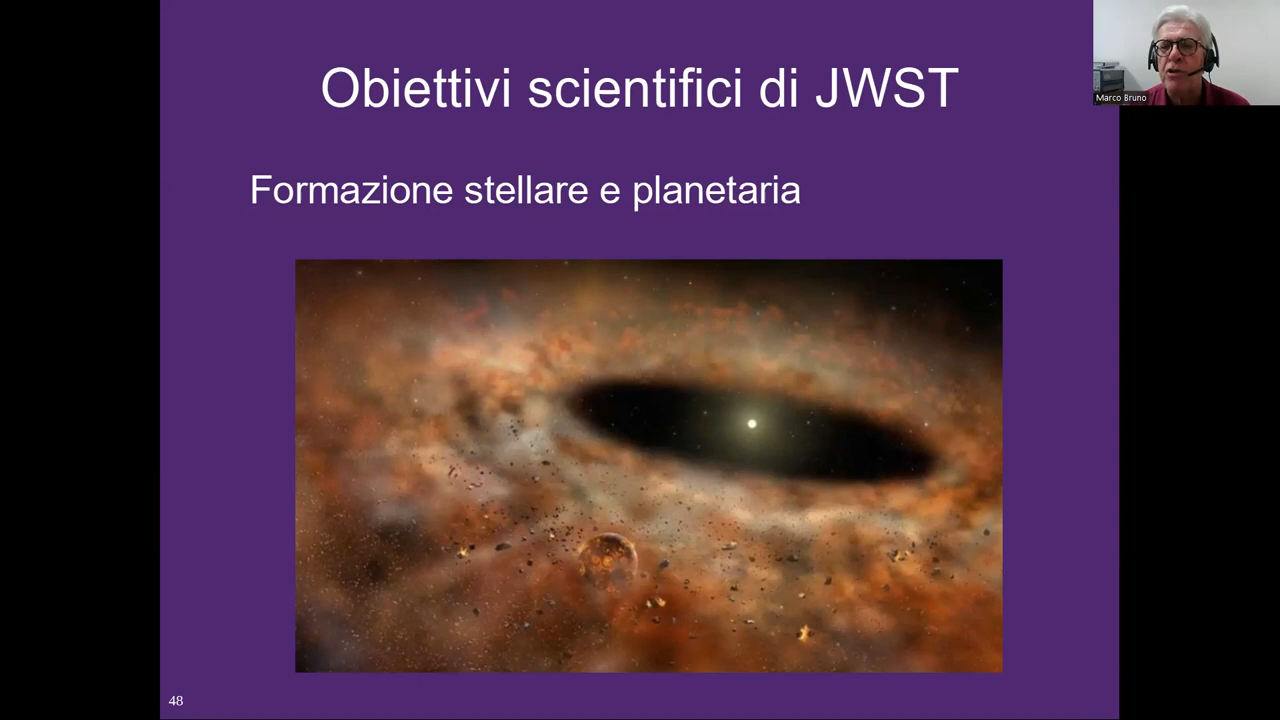 Obiettivi scientifici di JWST
Marco Bruno
Formazione stellare e planetaria
48